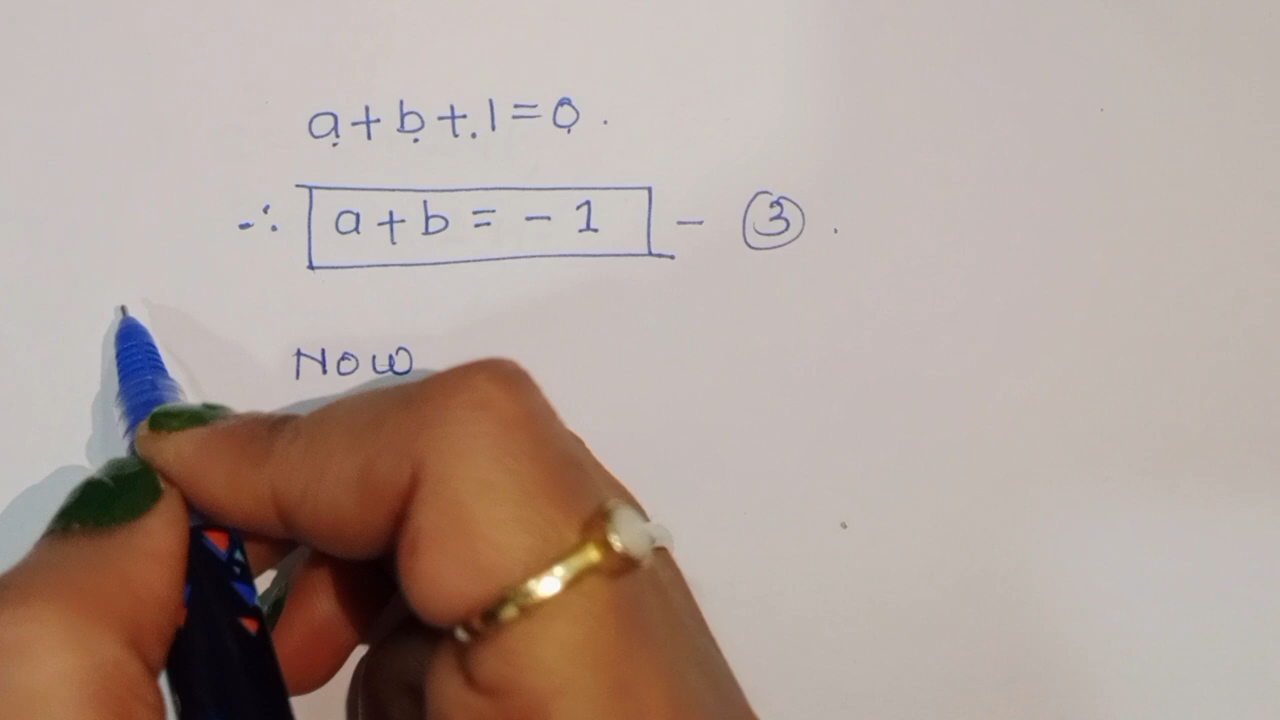 a+b+.1=0.
∴ a+b = -1 - ③.
Now